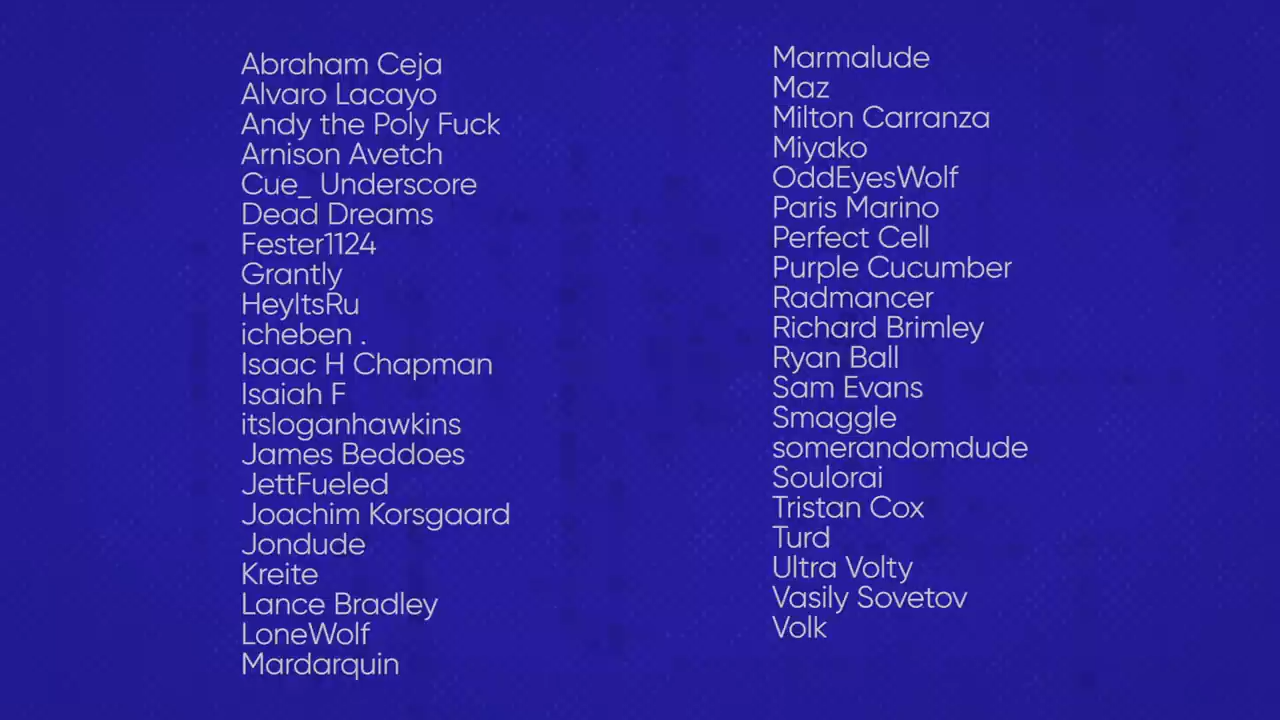 Abraham Ceja
Alvaro Lacayo
Andy the Poly Fuck
Arnison Avetch
Cue_ Underscore
Dead Dreams
Fester1124
Grantly
HeyItsRu
icheben .
Isaac H Chapman
Isaiah F
itsloganhawkins
James Beddoes
JettFueled
Joachim Korsgaard
Jondude
Kreite
Lance Bradley
LoneWolf
Mardarquin
Marmalude
Maz
Milton Carranza
Miyako
OddEyesWolf
Paris Marino
Perfect Cell
Purple Cucumber
Radmancer
Richard Brimley
Ryan Ball
Sam Evans
Smaggle
somerandomdude
Soulorai
Tristan Cox
Turd
Ultra Volty
Vasily Sovetov
Volk